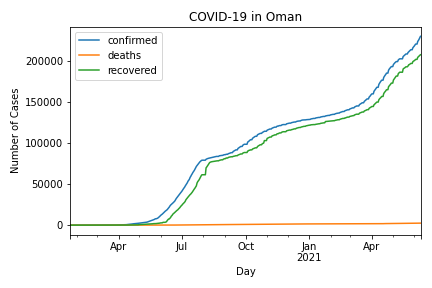 COVID-19 in Oman
confirmed
deaths
recovered
Number of Cases
200000
150000
100000
50000
0
Apr
Jul
Oct
Jan
2021
Apr
Day